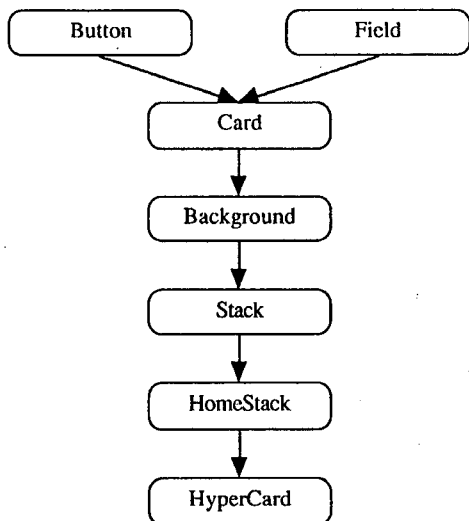 Button
Field
Card
Background
Stack
HomeStack
HyperCard